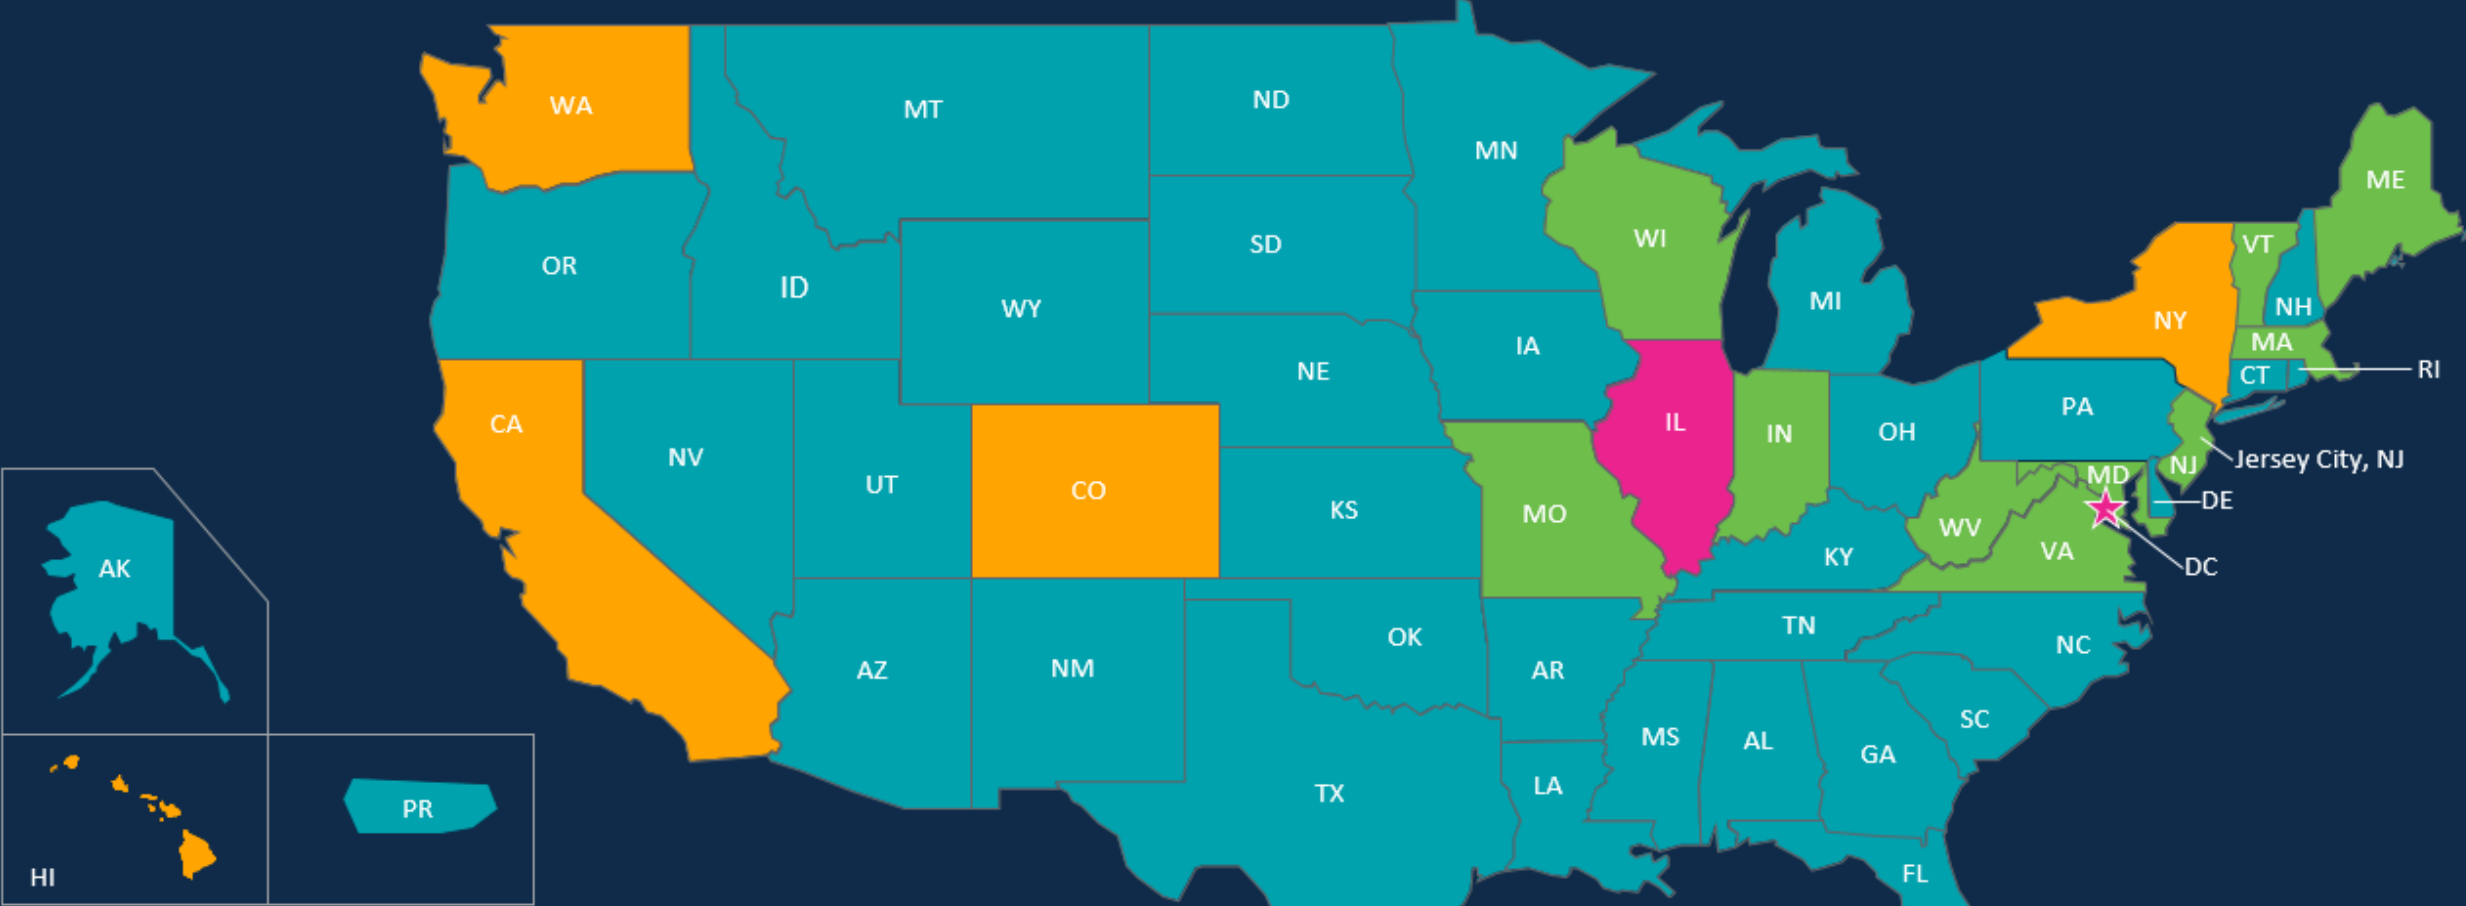 WA
MT
ND
MN
ME
OR
ID
WY
SD
WI
MI
NY
VT
NH
MA
CT
RI
CA
NV
UT
CO
NE
IA
IL
IN
OH
PA
NJ
Jersey City, NJ
MD
DE
DC
KS
MO
KY
WV
VA
AK
AZ
NM
OK
AR
TN
NC
MS
AL
GA
SC
TX
LA
FL
HI
PR